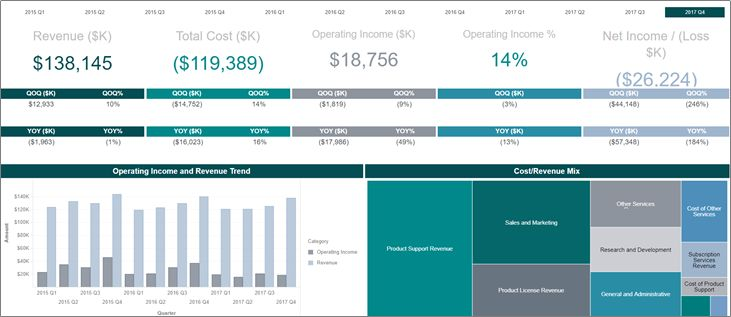 2015 Q1 2015 Q2 2015 Q3 2015 Q4 2016 Q1 2016 Q2 2016 Q3 2016 Q4 2017 Q1 2017 Q2 2017 Q3 2017 Q4
Revenue ($K) Total Cost ($K) Operating Income ($K) Operating Income % Net Income / (Loss
$K)
$138,145 ($119,389) $18,756 14% ($26,224)
QOQ ($K) QOQ% QOQ ($K) QOQ% QOQ ($K) QOQ% QOQ% QOQ ($K) QOQ%
$12,933 10% ($14,752) 14% ($1,819) (9%) (3%) ($44,148) (246%)
YOY ($K) YOY% YOY ($K) YOY% YOY ($K) YOY% YOY ($K) YOY ($K) YOY%
($1,963) (1%) ($16,023) 16% ($17,986) (49%) (13%) ($57,348) (184%)
Operating Income and Revenue Trend
Amount
$140K
$120K
$100K
$80K
$60K
$40K
$20K
2015 Q1 2015 Q3 2016 Q1 2016 Q3 2017 Q1 2017 Q3
2015 Q2 2015 Q4 2016 Q2 2016 Q4 2017 Q2 2017 Q4
Quarter
Category
Operating Income
Revenue
Cost/Revenue Mix
Product Support Revenue
Sales and Marketing
Product License Revenue
Other Services
Research and Development
General and Administrative
Cost of Other
Services
Subscription
Services
Revenue
Cost of Product
Support